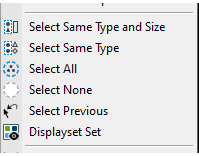 Select Same Type and Size
Select Same Type
Select All
Select None
Select Previous
Displayset Set